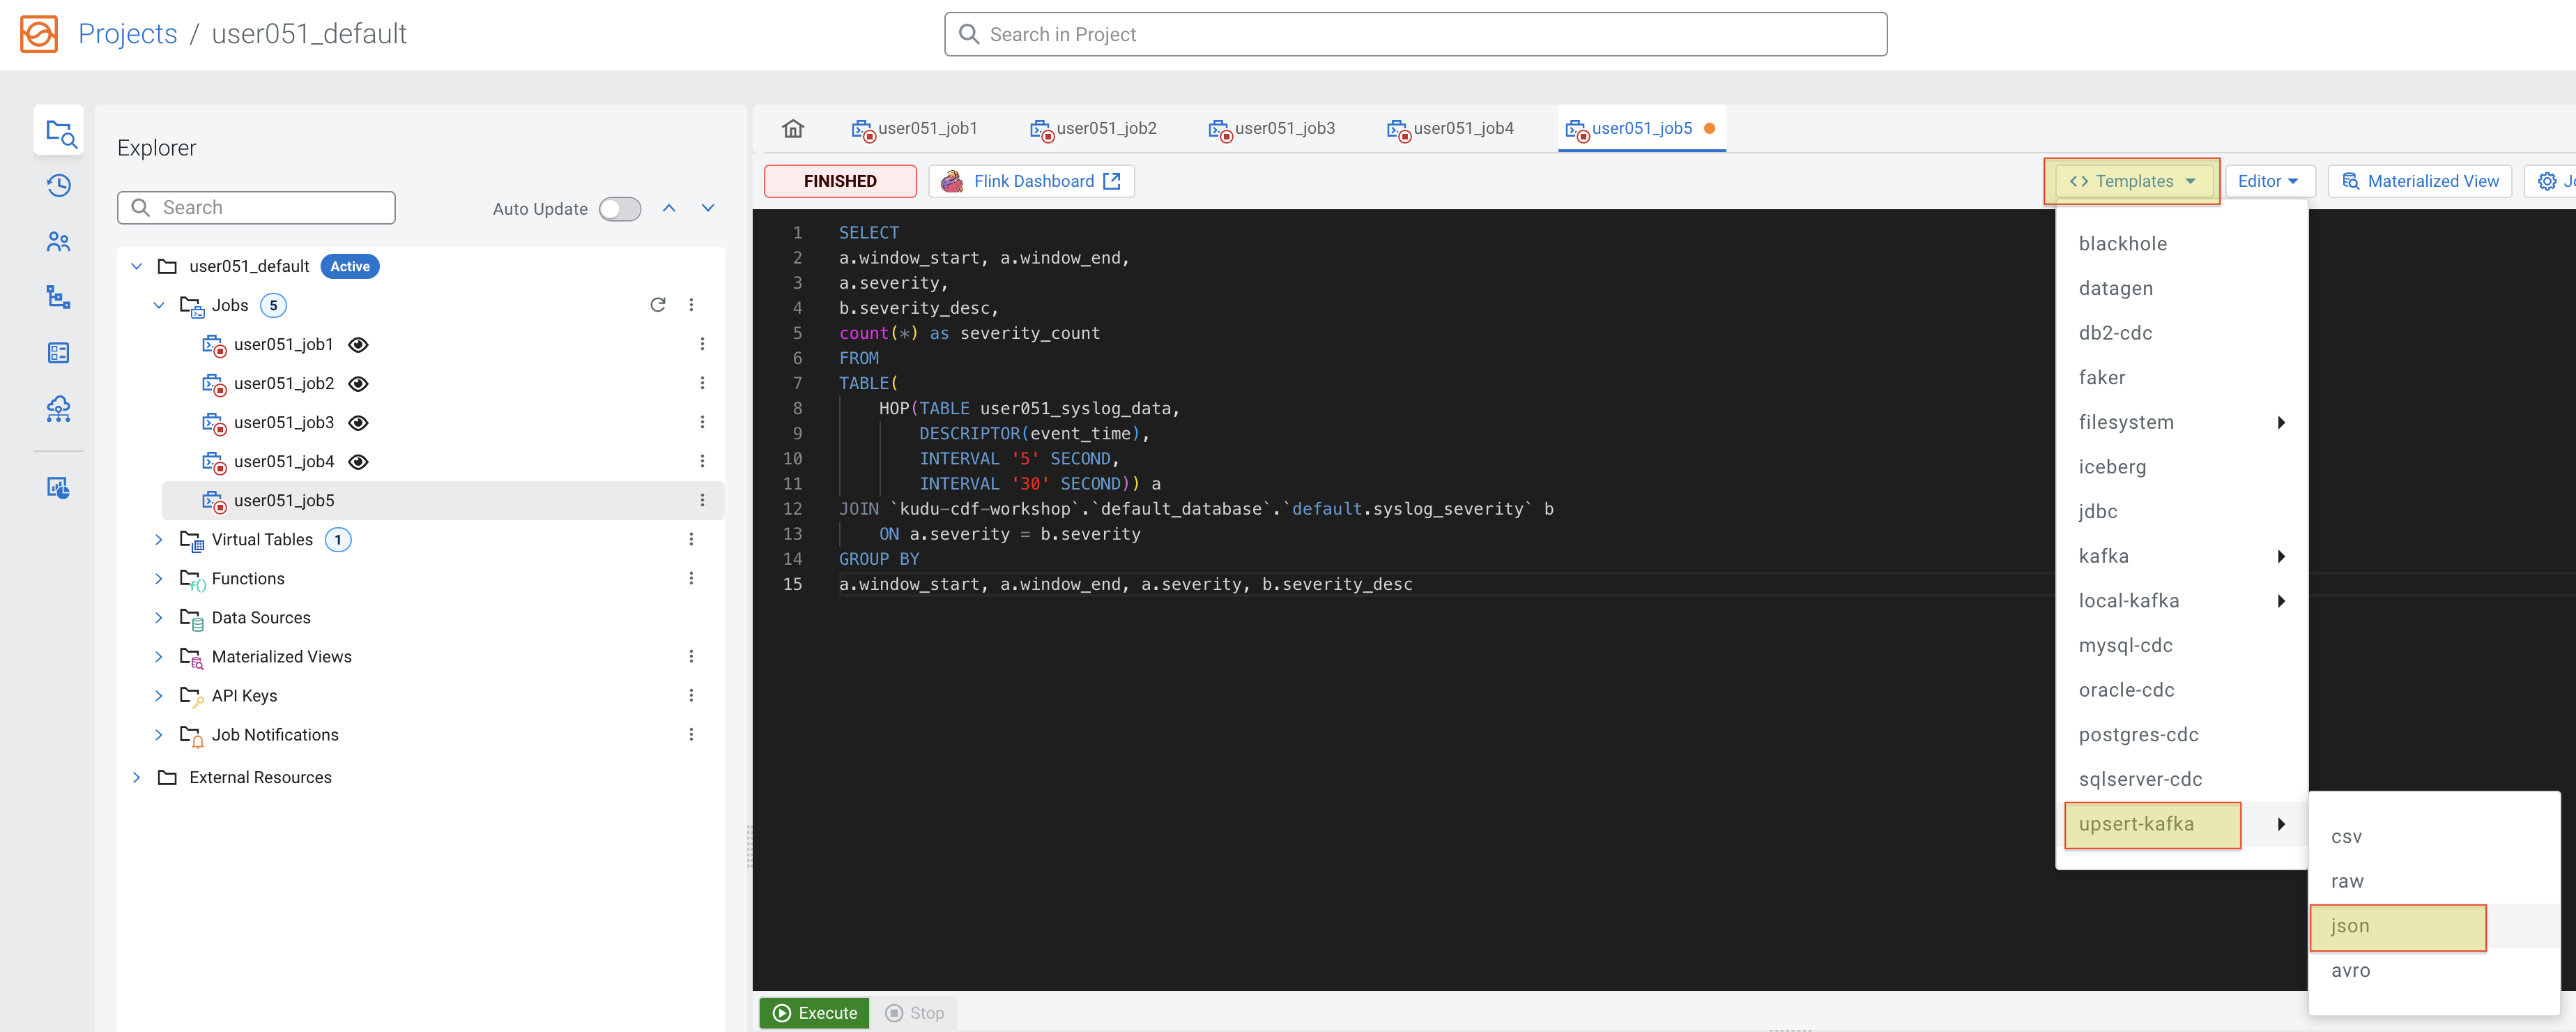 Projects / user051_default
Search in Project
Explorer
Search
Auto Update
user051_default Active
Jobs 5
user051_job1
user051_job2
user051_job3
user051_job4
user051_job5
Virtual Tables 1
Functions
Data Sources
Materialized Views
API Keys
Job Notifications
External Resources
user051_job1 user051_job2 user051_job3 user051_job4 user051_job5
FINISHED Flink Dashboard <> Templates Editor Materialized View
1 SELECT
2 a.window_start, a.window_end,
3 a.severity,
4 b.severity_desc,
5 count(*) as severity_count
6 FROM
7 TABLE(
8 HOP(TABLE user051_syslog_data,
9 DESCRIPTOR(event_time),
10 INTERVAL '5' SECOND,
11 INTERVAL '30' SECOND)) a
12 JOIN `kudu-cdf-workshop`.`default_database`.`default.syslog_severity` b
13 ON a.severity = b.severity
14 GROUP BY
15 a.window_start, a.window_end, a.severity, b.severity_desc
blackhole
datagen
db2-cdc
faker
filesystem
iceberg
jdbc
kafka
local-kafka
mysql-cdc
oracle-cdc
postgres-cdc
sqlserver-cdc
upsert-kafka
csv
raw
json
avro
Execute Stop